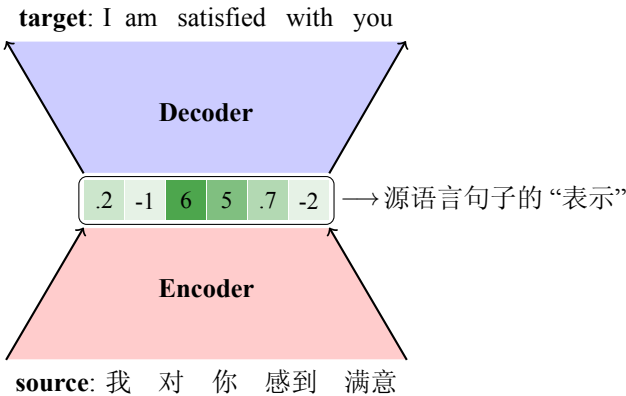 target: I am satisfied with you
Decoder
.2 -1 6 5 .7 -2 →源语言句子的“表示”
Encoder
source: 我 对 你 感到 满意